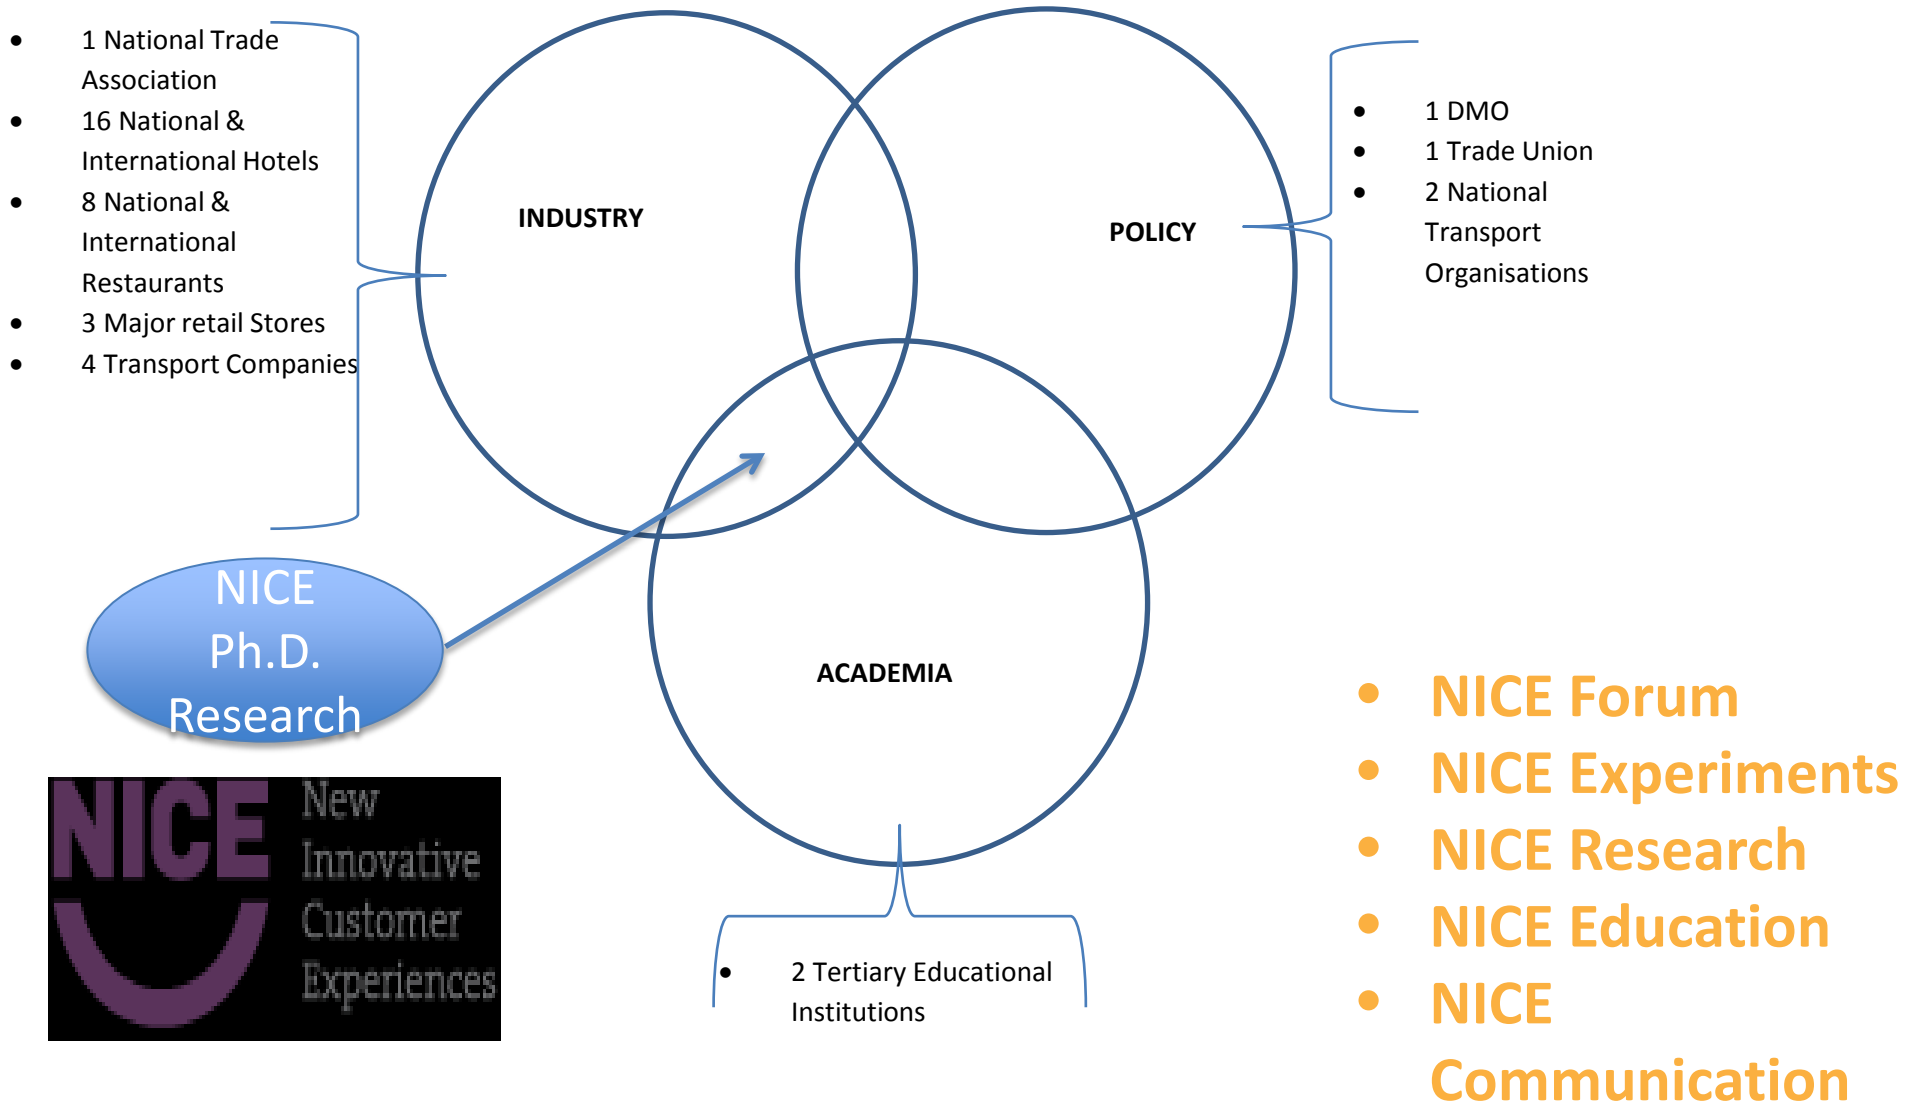 • 1 National Trade
Association
• 16 National &
International Hotels
• 8 National &
International
Restaurants
• 3 Major retail Stores
• 4 Transport Companies
INDUSTRY
POLICY
• 1 DMO
• 1 Trade Union
• 2 National
Transport
Organisations
NICE
Ph.D.
Research
ACADEMIA
NICE
New
Innovative
Customer
Experiences
• 2 Tertiary Educational
Institutions
• NICE Forum
• NICE Experiments
• NICE Research
• NICE Education
• NICE
Communication